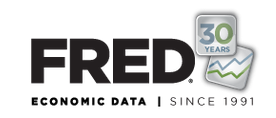 30
YEARS
FRED®
ECONOMIC DATA | SINCE 1991